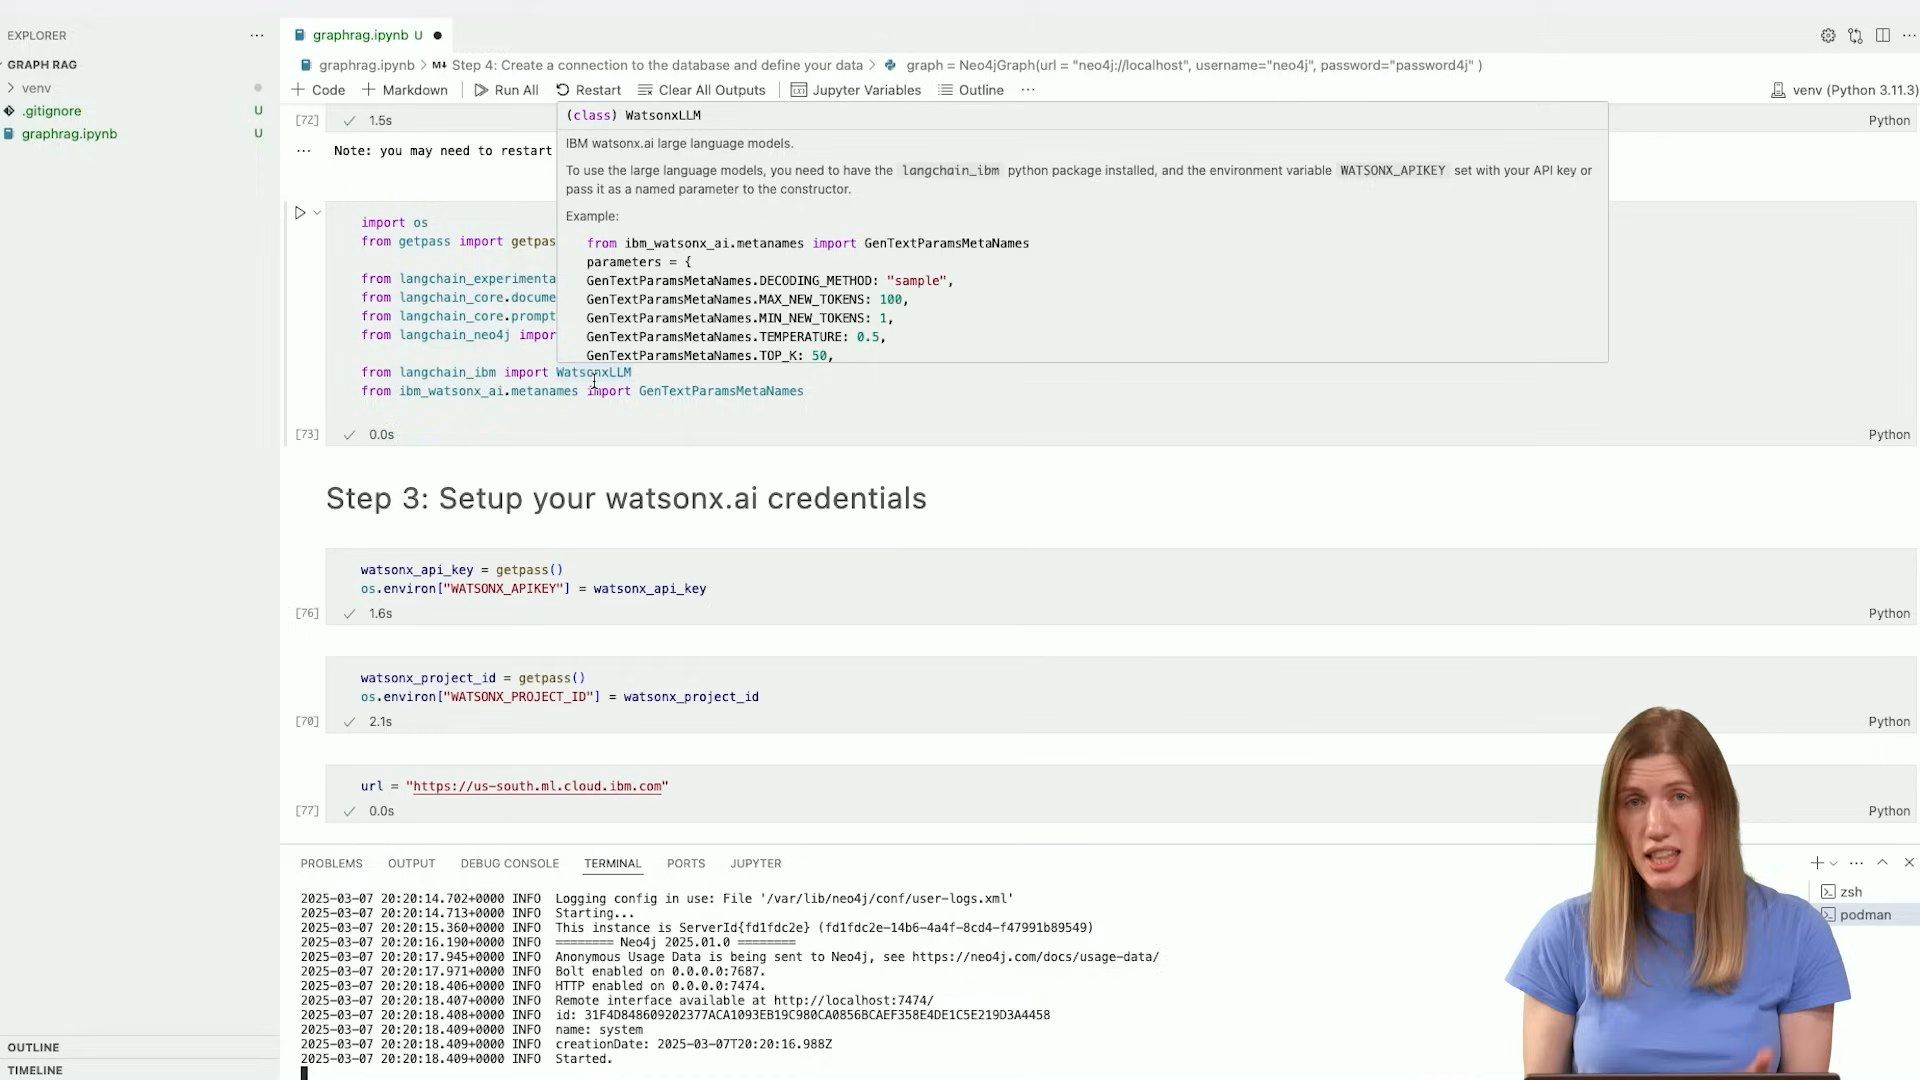 EXPLORER
GRAPH RAG
venv
.gitignore U
graphrag.ipynb U
OUTLINE
TIMELINE
graphrag.ipynb U
graphrag.ipynb > M↓ Step 4: Create a connection to the database and define your data > graph = Neo4jGraph(url = "neo4j://localhost", username="neo4j", password="password4j" )
+ Code + Markdown Run All Restart Clear All Outputs Jupyter Variables Outline ... venv (Python 3.11.3)
[72] ✓ 1.5s Python
... Note: you may need to restart
(class) WatsonxLLM
IBM watsonx.ai large language models.
To use the large language models, you need to have the langchain_ibm python package installed, and the environment variable WATSONX_APIKEY set with your API key or
pass it as a named parameter to the constructor.
Example:
from ibm_watsonx_ai.metanames import GenTextParamsMetaNames
parameters = {
GenTextParamsMetaNames.DECODING_METHOD: "sample",
GenTextParamsMetaNames.MAX_NEW_TOKENS: 100,
GenTextParamsMetaNames.MIN_NEW_TOKENS: 1,
GenTextParamsMetaNames.TEMPERATURE: 0.5,
GenTextParamsMetaNames.TOP_K: 50,
import os
from getpass import getpas
from langchain_experimenta
from langchain_core.docume
from langchain_core.prompt
from langchain_neo4j impor
from langchain_ibm import WatsonxLLM
from ibm_watsonx_ai.metanames import GenTextParamsMetaNames
[73] ✓ 0.0s Python
Step 3: Setup your watsonx.ai credentials
watsonx_api_key = getpass()
os.environ["WATSONX_APIKEY"] = watsonx_api_key
[76] ✓ 1.6s Python
watsonx_project_id = getpass()
os.environ["WATSONX_PROJECT_ID"] = watsonx_project_id
[70] ✓ 2.1s Python
url = "https://us-south.ml.cloud.ibm.com"
[77] ✓ 0.0s Python
PROBLEMS OUTPUT DEBUG CONSOLE TERMINAL PORTS JUPYTER
2025-03-07 20:20:14.702+0000 INFO Logging config in use: File '/var/lib/neo4j/conf/user-logs.xml'
2025-03-07 20:20:14.713+0000 INFO Starting...
2025-03-07 20:20:15.360+0000 INFO This instance is ServerId{fd1fdc2e} (fd1fdc2e-14b6-4a4f-8cd4-f47991b89549)
2025-03-07 20:20:16.190+0000 INFO ======== Neo4j 2025.01.0 ========
2025-03-07 20:20:17.945+0000 INFO Anonymous Usage Data is being sent to Neo4j, see https://neo4j.com/docs/usage-data/
2025-03-07 20:20:17.971+0000 INFO Bolt enabled on 0.0.0.0:7687.
2025-03-07 20:20:18.406+0000 INFO HTTP enabled on 0.0.0.0:7474.
2025-03-07 20:20:18.407+0000 INFO Remote interface available at http://localhost:7474/
2025-03-07 20:20:18.408+0000 INFO id: 31F4D848609202377ACA1093EB19C980CA0856BCAEF358E4DE1C5E219D3A4458
2025-03-07 20:20:18.409+0000 INFO name: system
2025-03-07 20:20:18.409+0000 INFO creationDate: 2025-03-07T20:20:16.988Z
2025-03-07 20:20:18.409+0000 INFO Started.
zsh
podman